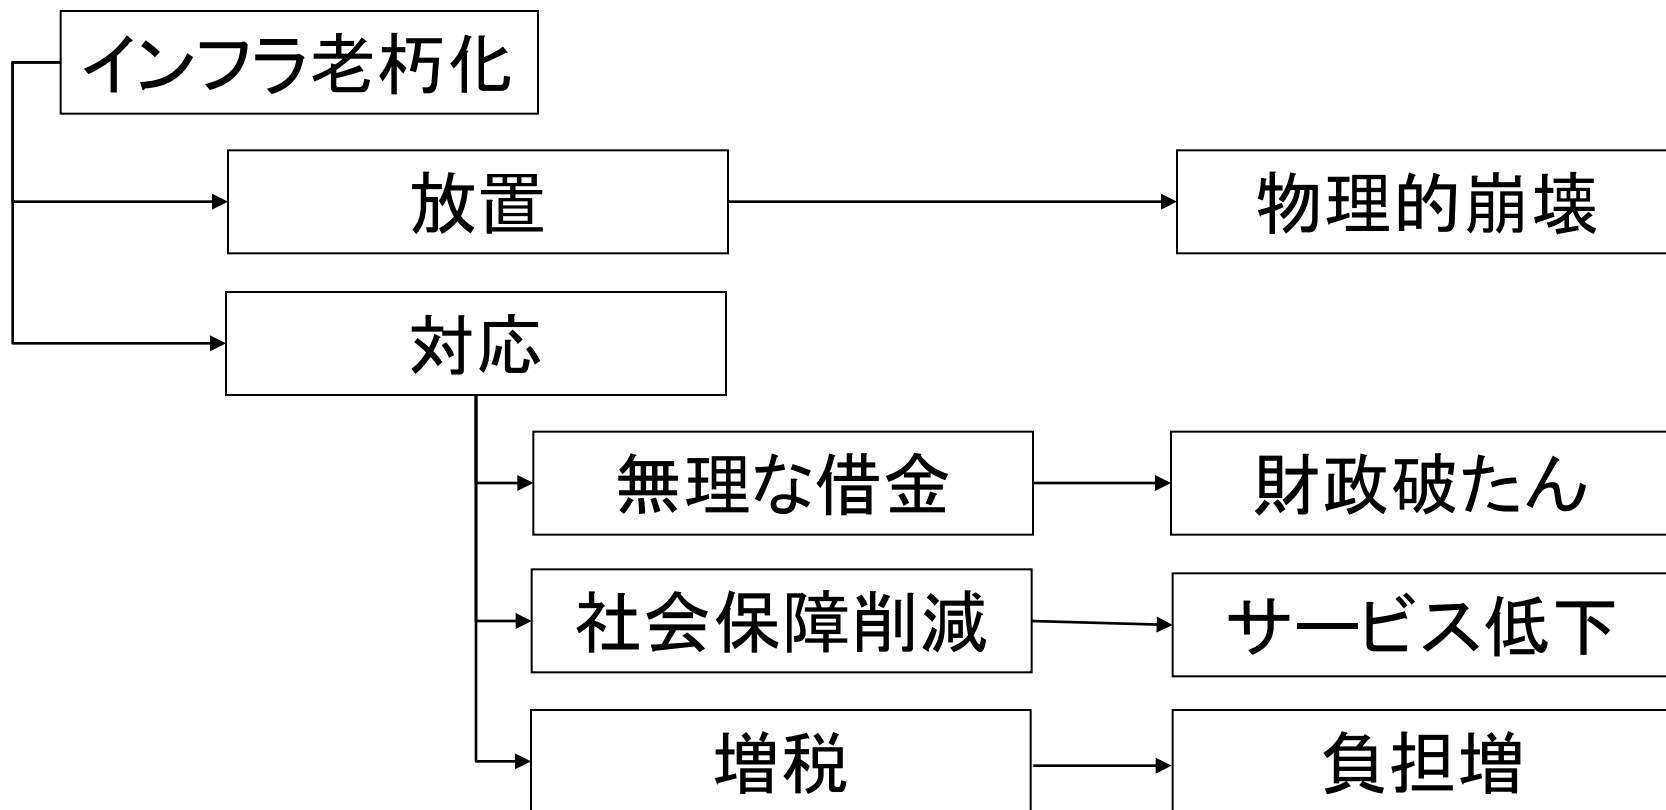 インフラ老朽化
放置
物理的崩壊
対応
無理な借金
財政破たん
社会保障削減
サービス低下
増税
負担増